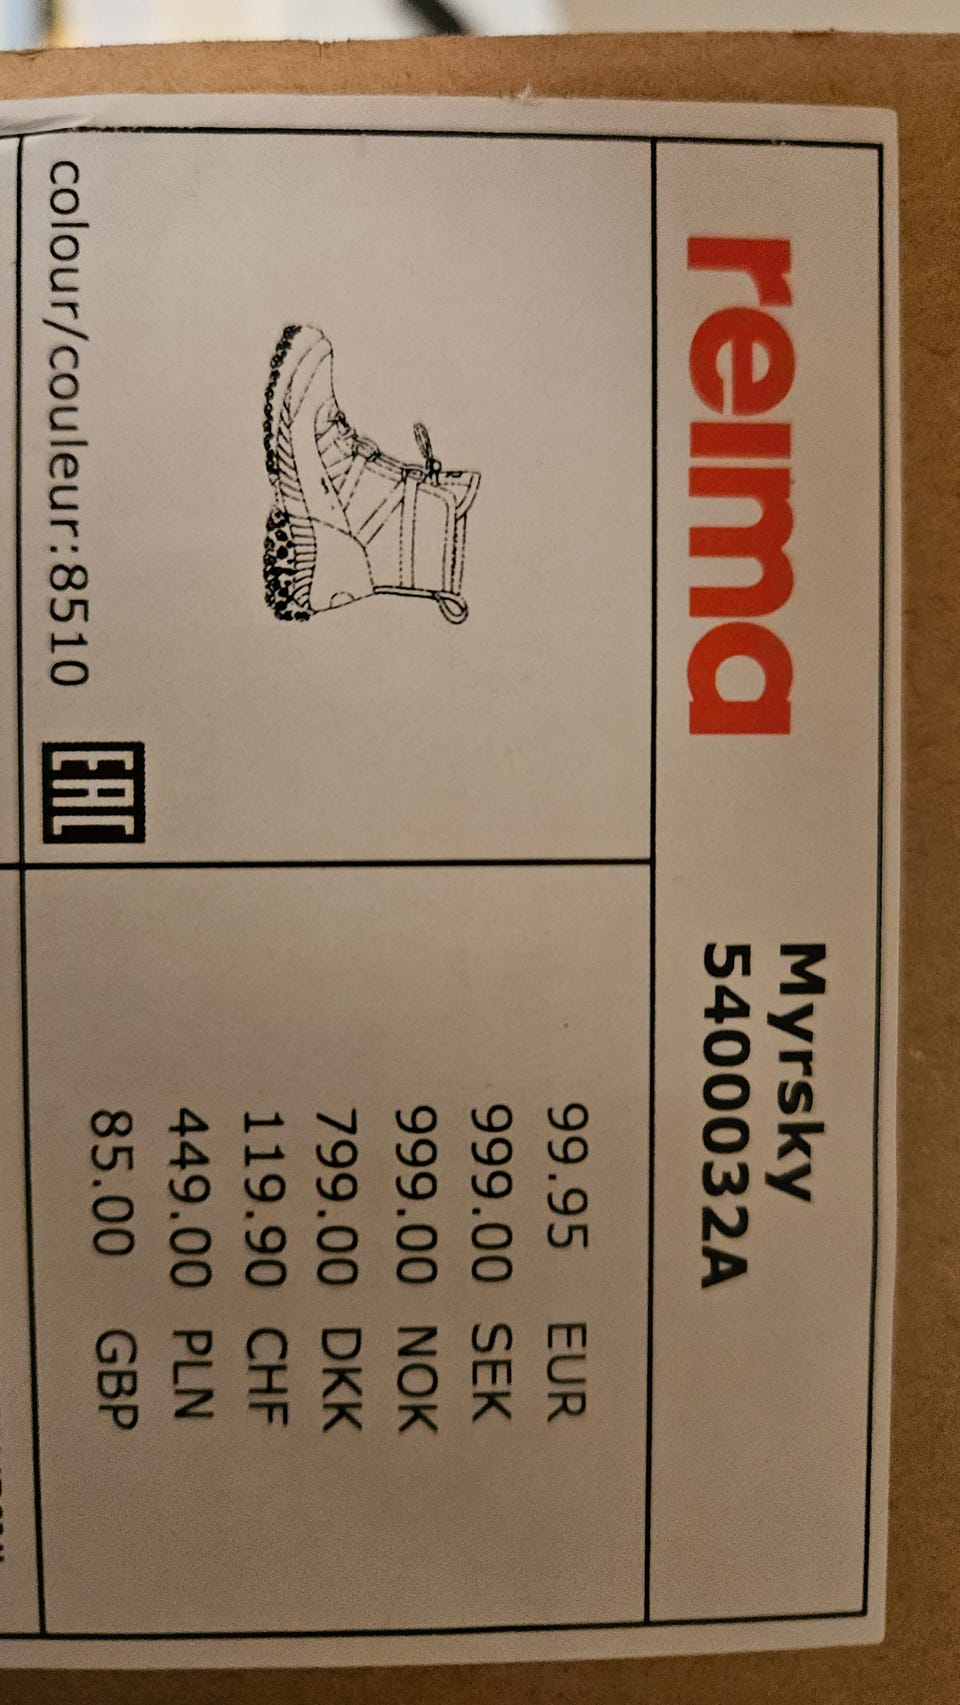 reima
Myrsky
5400032A
colour/couleur:8510
EAC
99.95 EUR
999.00 SEK
999.00 NOK
799.00 DKK
119.90 CHF
449.00 PLN
85.00 GBP